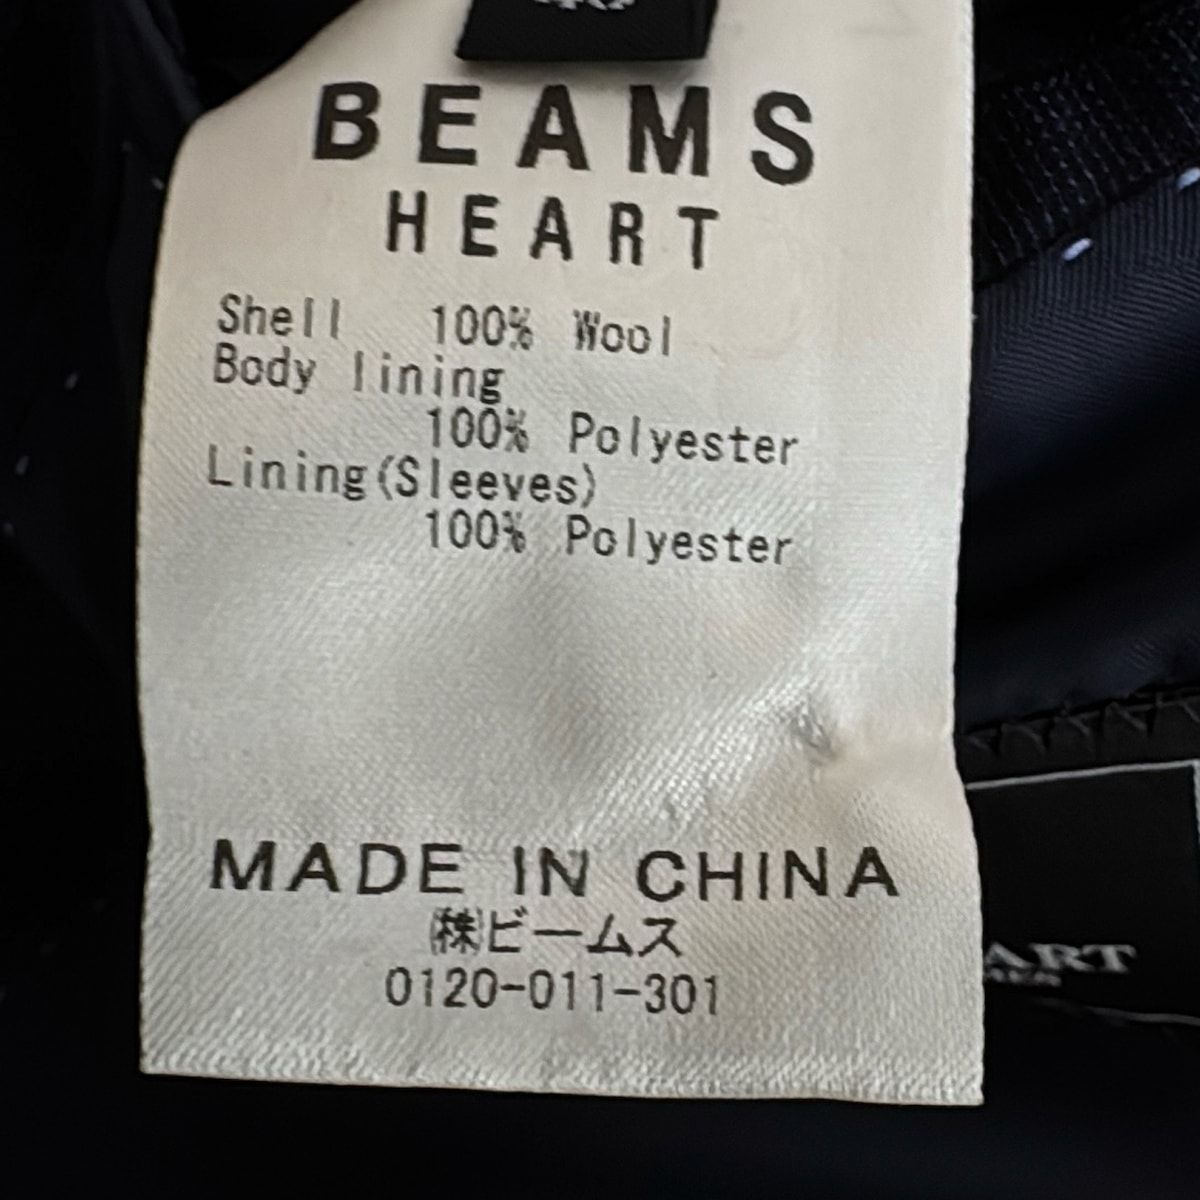 BEAMS
HEART
Shell 100% Wool
Body lining
100% Polyester
Lining(Sleeves)
100% Polyester
MADE IN CHINA
㈱ビームス
0120-011-301
ART